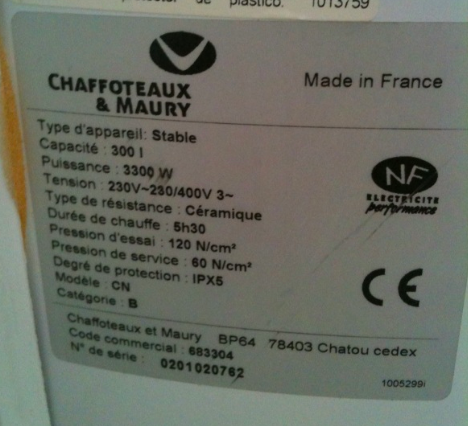 de plastico. 1013759
CHAFFOTEAUX
& MAURY
Made in France
Type d'appareil: Stable
Capacité : 300 l
Puissance : 3300 W
Tension : 230V~230/400V 3~
Type de résistance : Céramique
Durée de chauffe : 5h30
Pression d'essai : 120 N/cm²
Pression de service : 60 N/cm²
Degré de protection : IPX5
Modèle : CN
Catégorie : B
NF
ELECTRICITE
performance
CE
Chaffoteaux et Maury BP64 78403 Chatou cedex
Code commercial : 683304
N° de série : 0201020762
1005299i